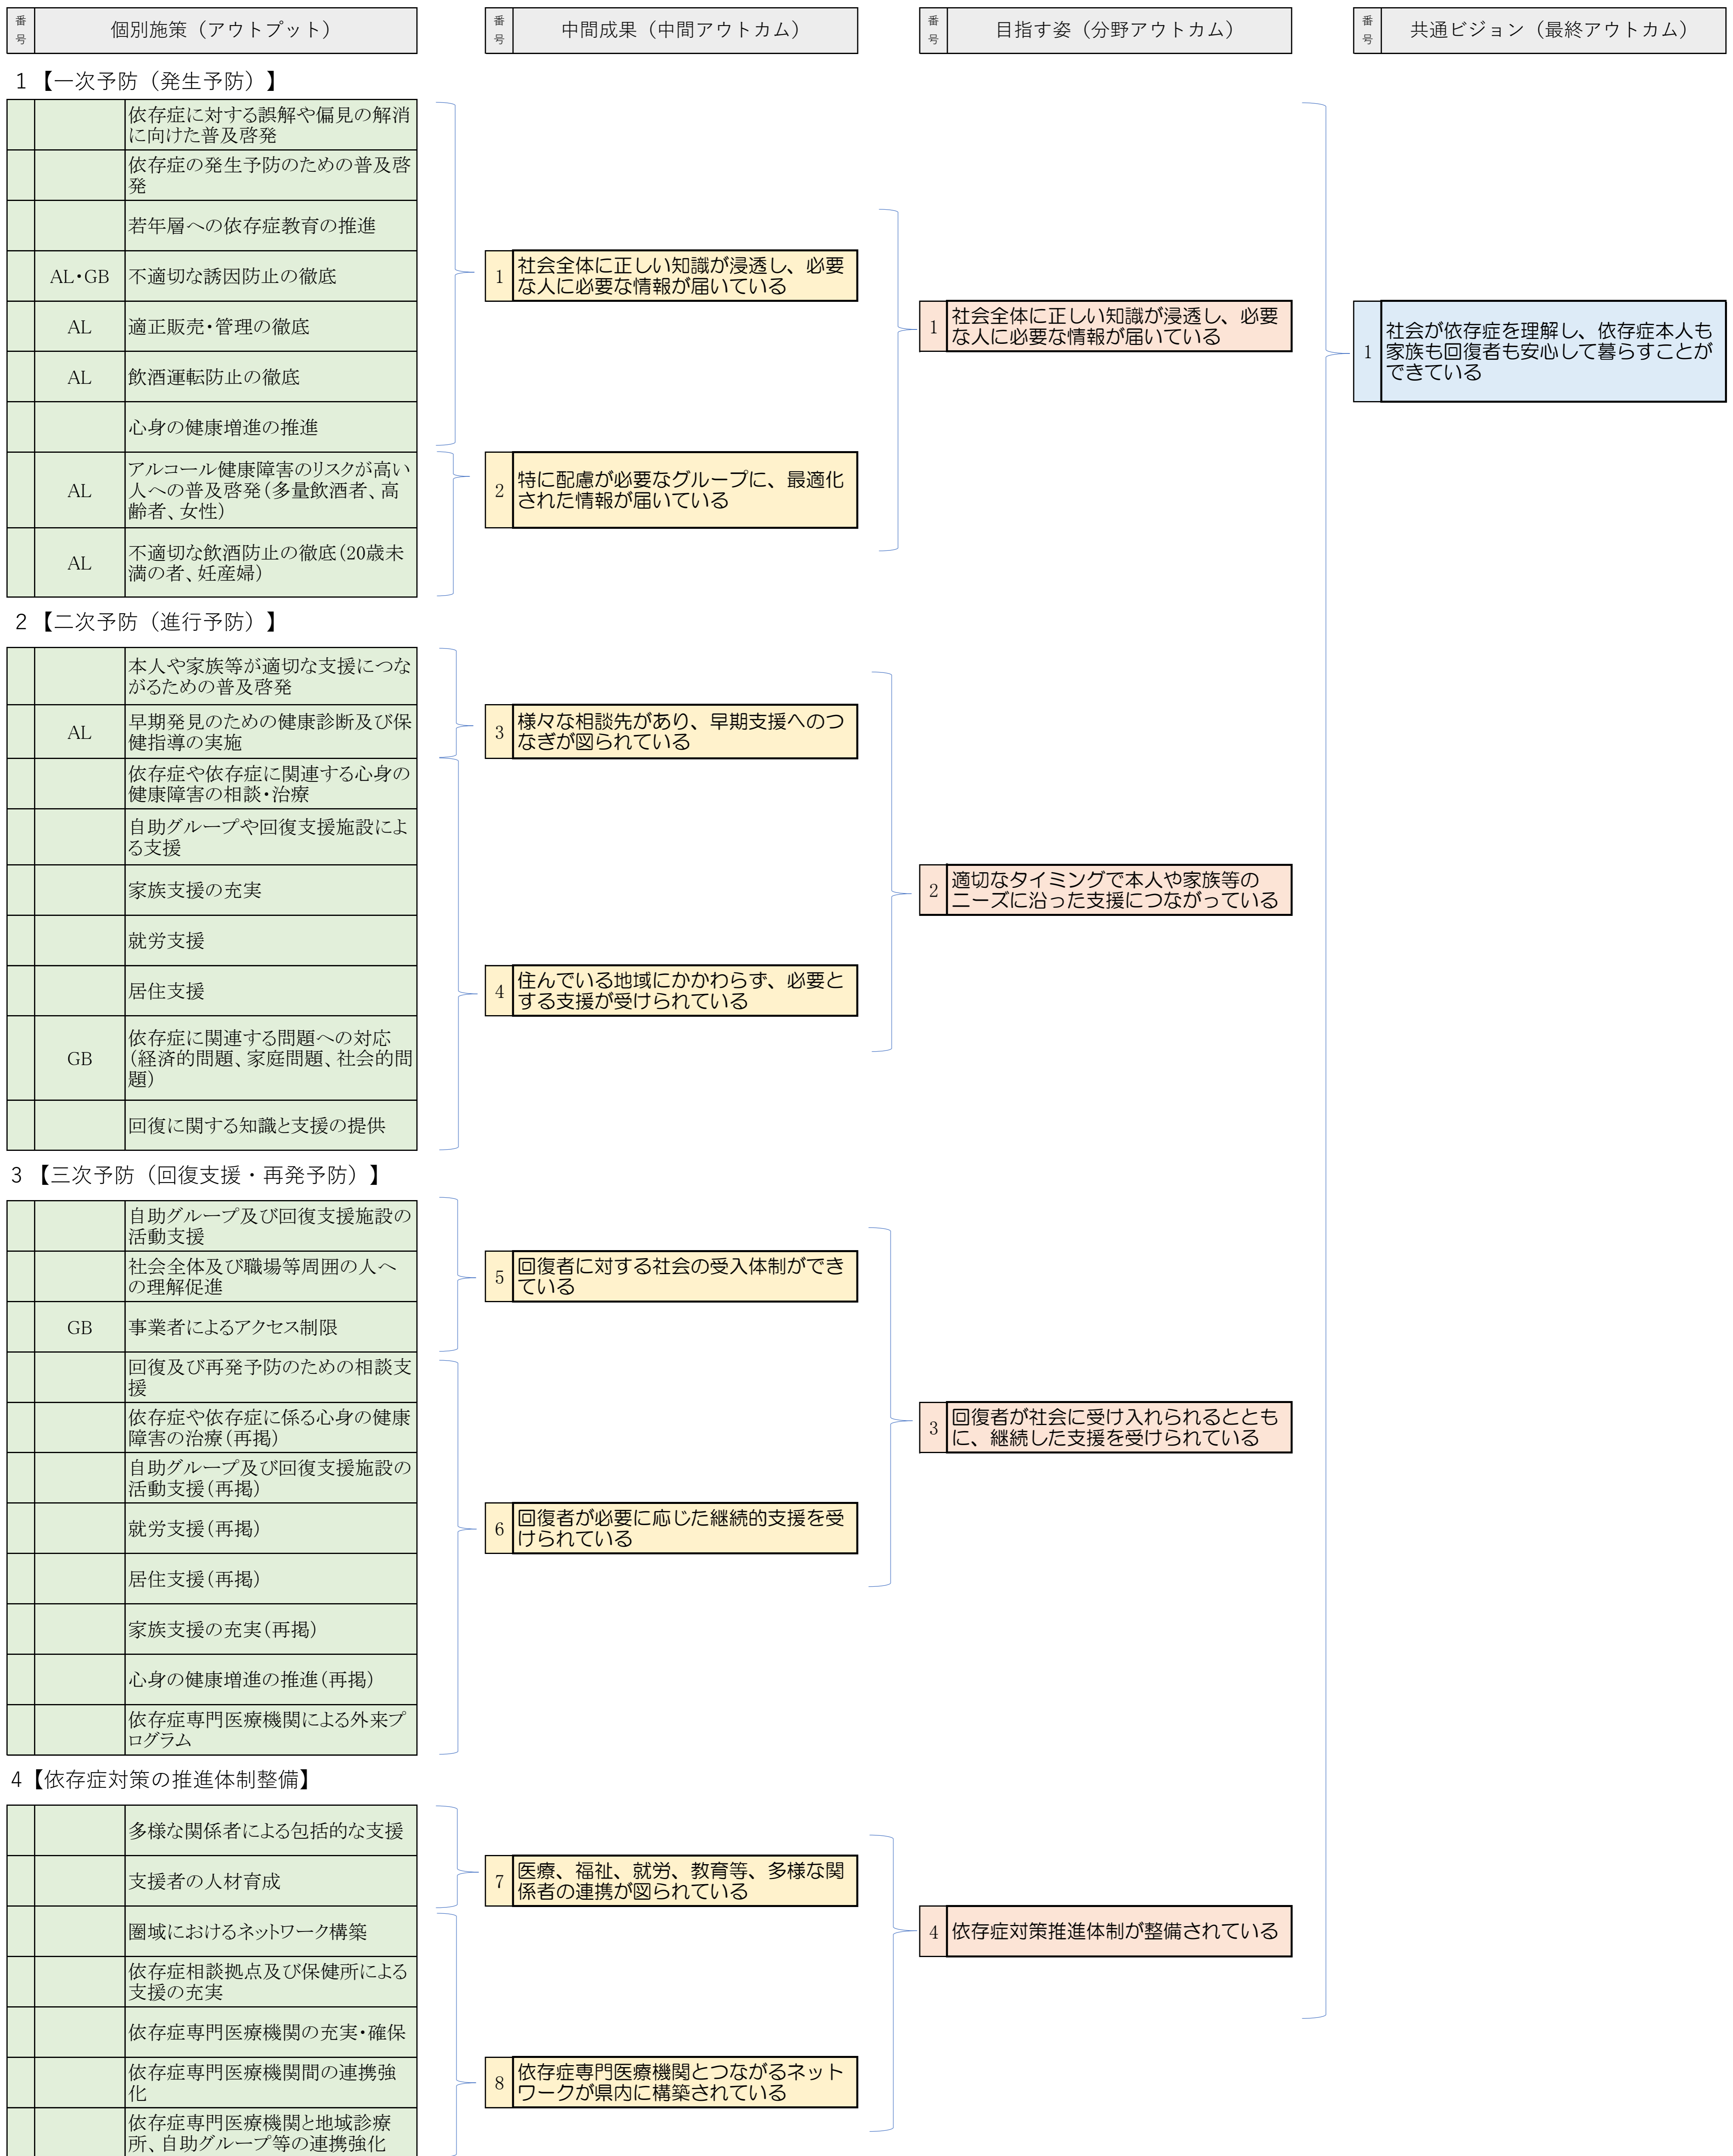 番号
個別施策（アウトプット）
番号
中間成果（中間アウトカム）
番号
目指す姿（分野アウトカム）
番号
共通ビジョン（最終アウトカム）
１【一次予防（発生予防）】
依存症に対する誤解や偏見の解消
に向けた普及啓発
依存症の発生予防のための普及啓
発
若年層への依存症教育の推進
AL・GB
不適切な誘因防止の徹底
AL
適正販売・管理の徹底
AL
飲酒運転防止の徹底
心身の健康増進の推進
AL
アルコール健康障害のリスクが高い
人への普及啓発（多量飲酒者、高
齢者、女性）
AL
不適切な飲酒防止の徹底（20歳未
満の者、妊産婦）
1
社会全体に正しい知識が浸透し、必要
な人に必要な情報が届いている
2
特に配慮が必要なグループに、最適化
された情報が届いている
1
社会全体に正しい知識が浸透し、必要
な人に必要な情報が届いている
1
社会が依存症を理解し、依存症本人も
家族も回復者も安心して暮らすことが
できている
２【二次予防（進行予防）】
本人や家族等が適切な支援につな
がるための普及啓発
AL
早期発見のための健康診断及び保
健指導の実施
依存症や依存症に関連する心身の
健康障害の相談・治療
自助グループや回復支援施設によ
る支援
家族支援の充実
就労支援
居住支援
GB
依存症に関連する問題への対応
（経済的問題、家庭問題、社会的問
題）
回復に関する知識と支援の提供
3
様々な相談先があり、早期支援へのつ
なぎが図られている
4
住んでいる地域にかかわらず、必要と
する支援が受けられている
2
適切なタイミングで本人や家族等の
ニーズに沿った支援につながっている
３【三次予防（回復支援・再発予防）】
自助グループ及び回復支援施設の
活動支援
社会全体及び職場等周囲の人へ
の理解促進
GB
事業者によるアクセス制限
回復及び再発予防のための相談支
援
依存症や依存症に係る心身の健康
障害の治療（再掲）
自助グループ及び回復支援施設の
活動支援（再掲）
就労支援（再掲）
居住支援（再掲）
家族支援の充実（再掲）
心身の健康増進の推進（再掲）
依存症専門医療機関による外来プ
ログラム
5
回復者に対する社会の受入体制ができ
ている
6
回復者が必要に応じた継続的支援を受
けられている
3
回復者が社会に受け入れられるととも
に、継続した支援を受けられている
４【依存症対策の推進体制整備】
多様な関係者による包括的な支援
支援者の人材育成
圏域におけるネットワーク構築
依存症相談拠点及び保健所による
支援の充実
依存症専門医療機関の充実・確保
依存症専門医療機関間の連携強
化
依存症専門医療機関と地域診療
所、自助グループ等の連携強化
7
医療、福祉、就労、教育等、多様な関
係者の連携が図られている
8
依存症専門医療機関とつながるネット
ワークが県内に構築されている
4
依存症対策推進体制が整備されている